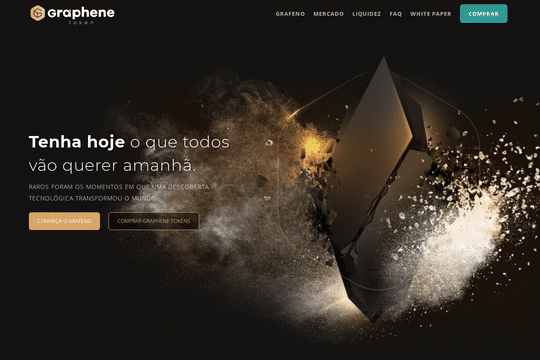 Graphene
token
GRAFENO MERCADO LIQUIDEZ FAQ WHITE PAPER COMPRAR
Tenha hoje o que todos
vão querer amanhã.
RAROS FORAM OS MOMENTOS EM QUE UMA DESCOBERTA
TECNOLÓGICA TRANSFORMOU O MUNDO
CONHEÇA O GRAFENO COMPRAR GRAPHENE TOKENS